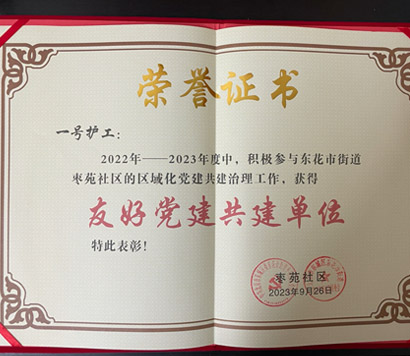 荣誉证书
一号护工：
2022年——2023年度中，积极参与东花市街道
枣苑社区的区域化党建共建治理工作，获得
友好党建共建单位
特此表彰！
枣苑社区
2023年9月26日